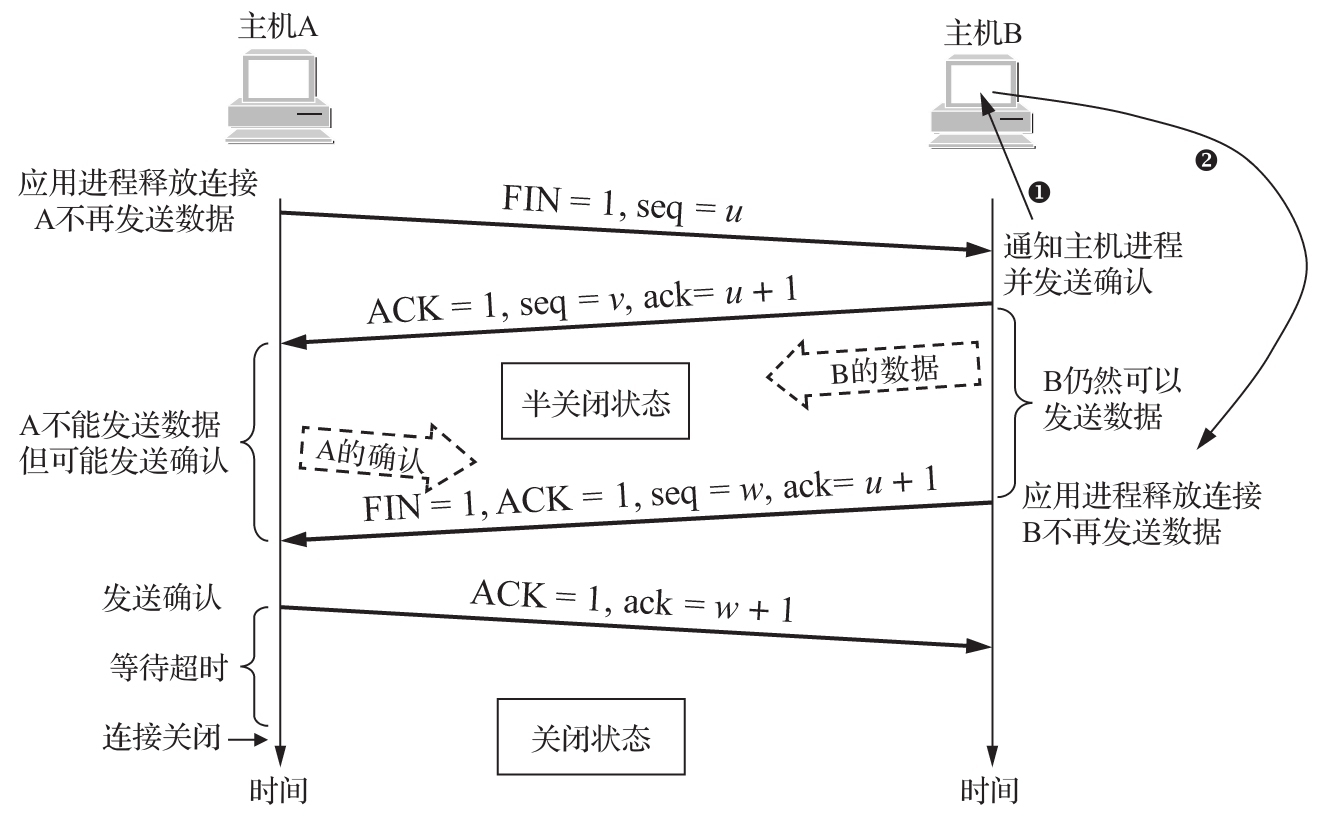 主机A
主机B
❷
❶
应用进程释放连接
A不再发送数据
FIN = 1, seq = u
通知主机进程
并发送确认
ACK = 1, seq = v, ack= u + 1
B的数据
半关闭状态
B仍然可以
发送数据
A不能发送数据
但可能发送确认
A的确认
FIN = 1, ACK = 1, seq = w, ack= u + 1
应用进程释放连接
B不再发送数据
发送确认
ACK = 1, ack = w + 1
等待超时
关闭状态
连接关闭
时间
时间